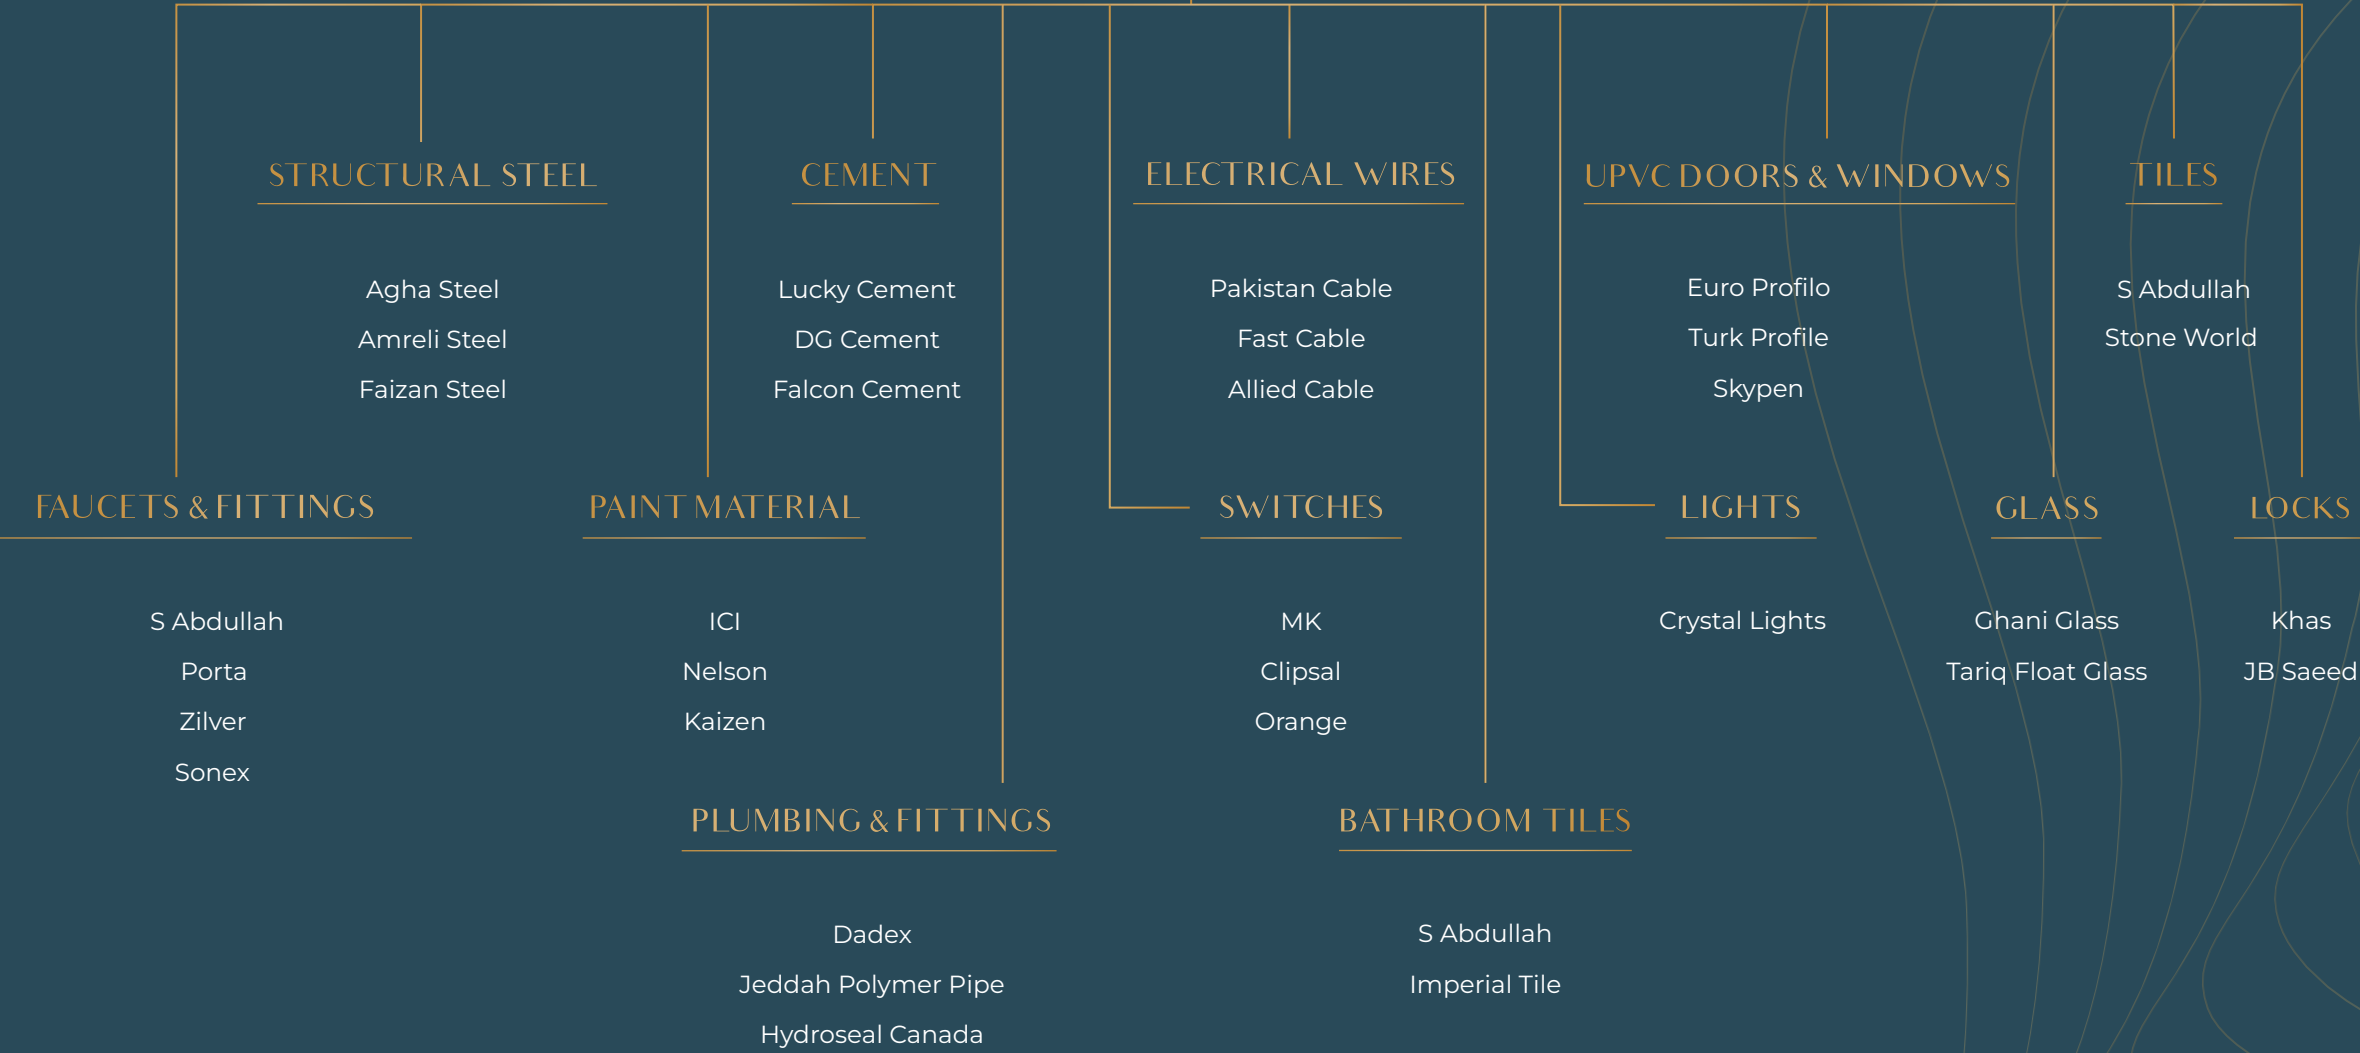 STRUCTURAL STEEL
Agha Steel
Amreli Steel
Faizan Steel
CEMENT
Lucky Cement
DG Cement
Falcon Cement
ELECTRICAL WIRES
Pakistan Cable
Fast Cable
Allied Cable
UPVC DOORS & WINDOWS
Euro Profilo
Turk Profile
Skypen
TILES
S Abdullah
Stone World
FAUCETS & FITTINGS
S Abdullah
Porta
Zilver
Sonex
PAINT MATERIAL
ICI
Nelson
Kaizen
SWITCHES
MK
Clipsal
Orange
LIGHTS
Crystal Lights
GLASS
Ghani Glass
Tariq Float Glass
LOCKS
Khas
JB Saeed
PLUMBING & FITTINGS
Dadex
Jeddah Polymer Pipe
Hydroseal Canada
BATHROOM TILES
S Abdullah
Imperial Tile